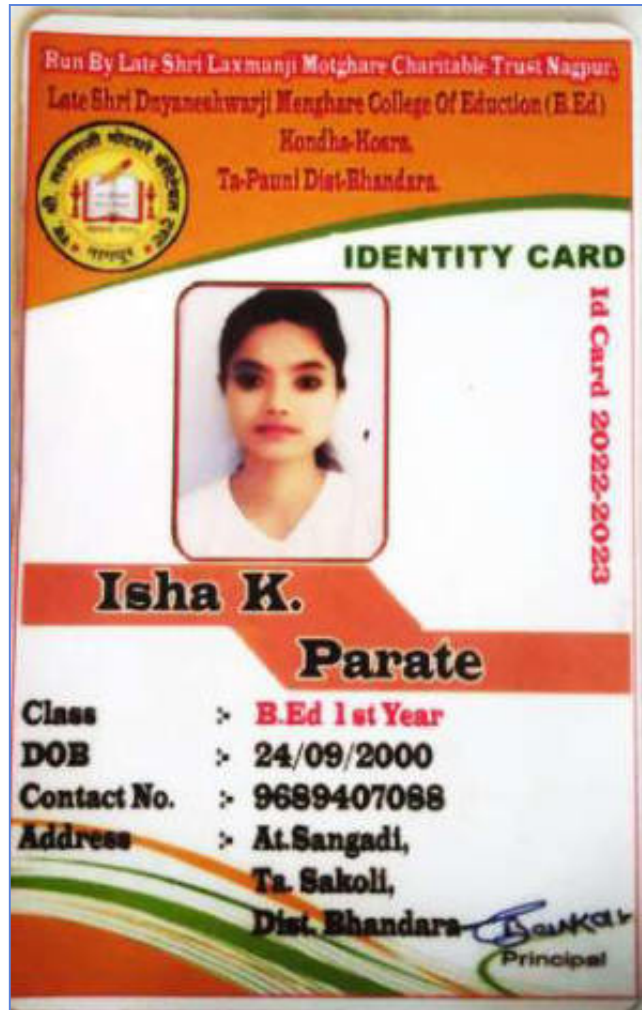 Run By Late Shri Laxmanji Motghare Charitable Trust Nagpur.
Late Shri Dnyaneshwarji Menghare College Of Eduction (B.Ed)
Kondha-Kosra.
Ta-Pauni Dist-Bhandara.
नागपूर
IDENTITY CARD
Id Card 2022-2023
Isha K.
Parate
Class :- B.Ed 1st Year
DOB :- 24/09/2000
Contact No. :- 9689407088
Address :- At.Sangadi,
Ta. Sakoli,
Dist. Bhandara
Principal